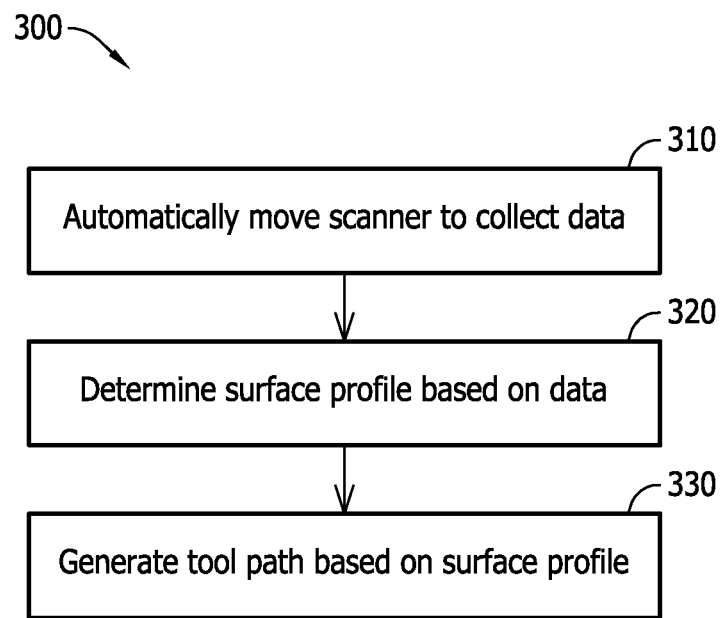 300
310
Automatically move scanner to collect data
320
Determine surface profile based on data
330
Generate tool path based on surface profile